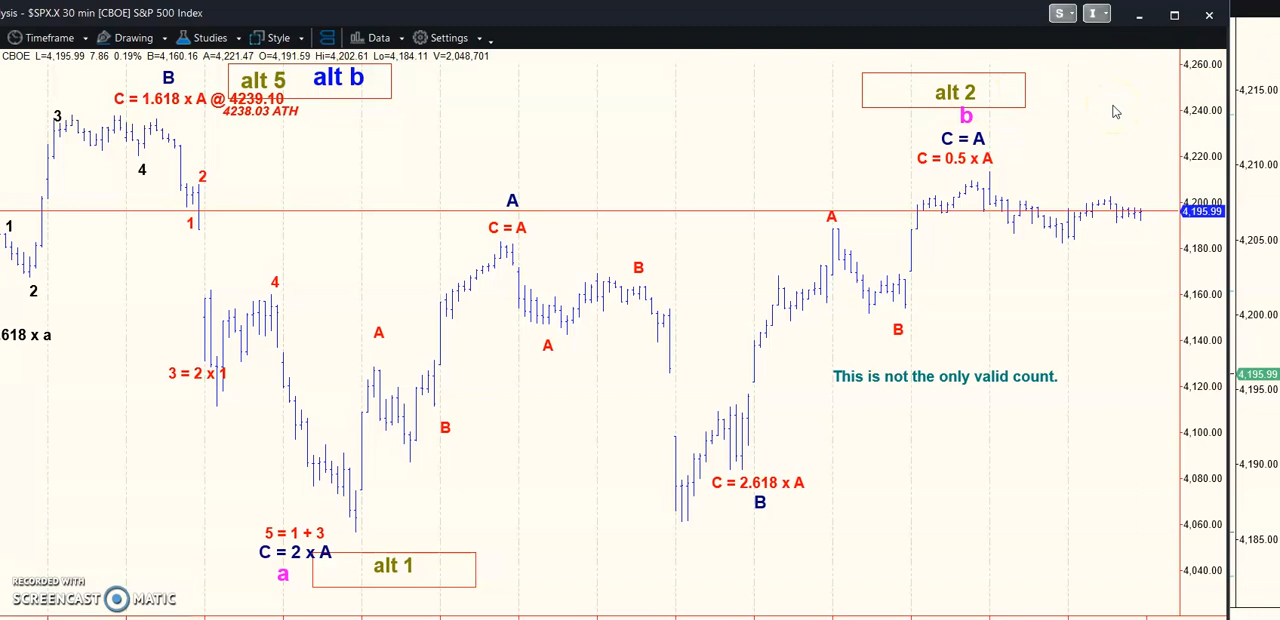 ysis - $SPX.X 30 min [CBOE] S&P 500 Index
S
I
Timeframe
Drawing
Studies
Style
Data
Settings
CBOE L=4,195.99 7.86 0.19% B=4,160.16 A=4,221.47 O=4,191.59 Hi=4,202.61 Lo=4,184.11 V=2,048,701
B
alt 5
alt b
C = 1.618 x A @ 4239.10
4238.03 ATH
3
4
2
1
1
2
.618 x a
3 = 2 x 1
4
5 = 1 + 3
C = 2 x A
a
alt 1
A
B
A
C = A
A
B
C = 2.618 x A
B
A
B
alt 2
b
C = A
C = 0.5 x A
This is not the only valid count.
4,260.00
4,240.00
4,220.00
4,200.00
4,195.99
4,180.00
4,160.00
4,140.00
4,120.00
4,100.00
4,080.00
4,060.00
4,040.00
4,215.00
4,210.00
4,205.00
4,200.00
4,195.99
4,195.00
4,190.00
4,185.00
RECORDED WITH
SCREENCAST MATIC